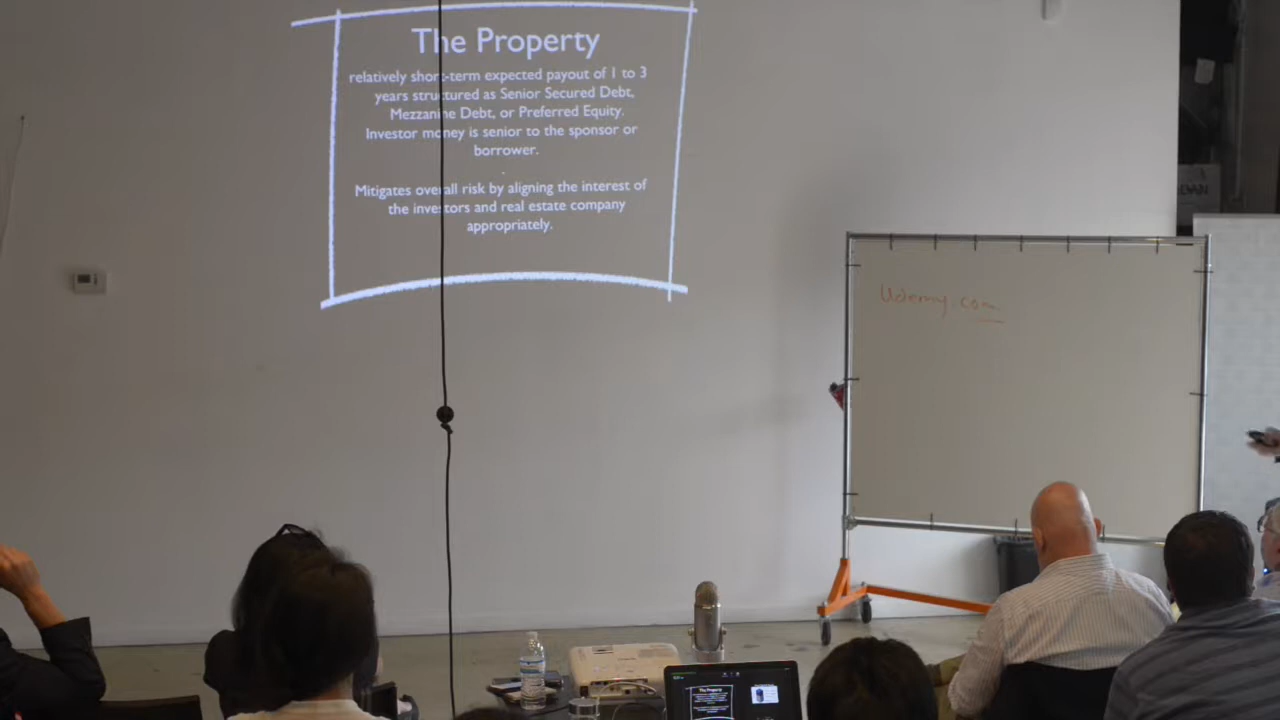 The Property
relatively short-term expected payout of 1 to 3
years structured as Senior Secured Debt,
Mezzanine Debt, or Preferred Equity.
Investor money is senior to the sponsor or
borrower.
.
Mitigates overall risk by aligning the interest of
the investors and real estate company
appropriately.
Udemy.com
The Property